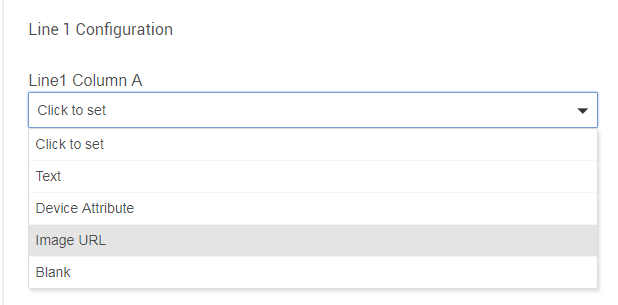 Line 1 Configuration
Line1 Column A
Click to set
Click to set
Text
Device Attribute
Image URL
Blank